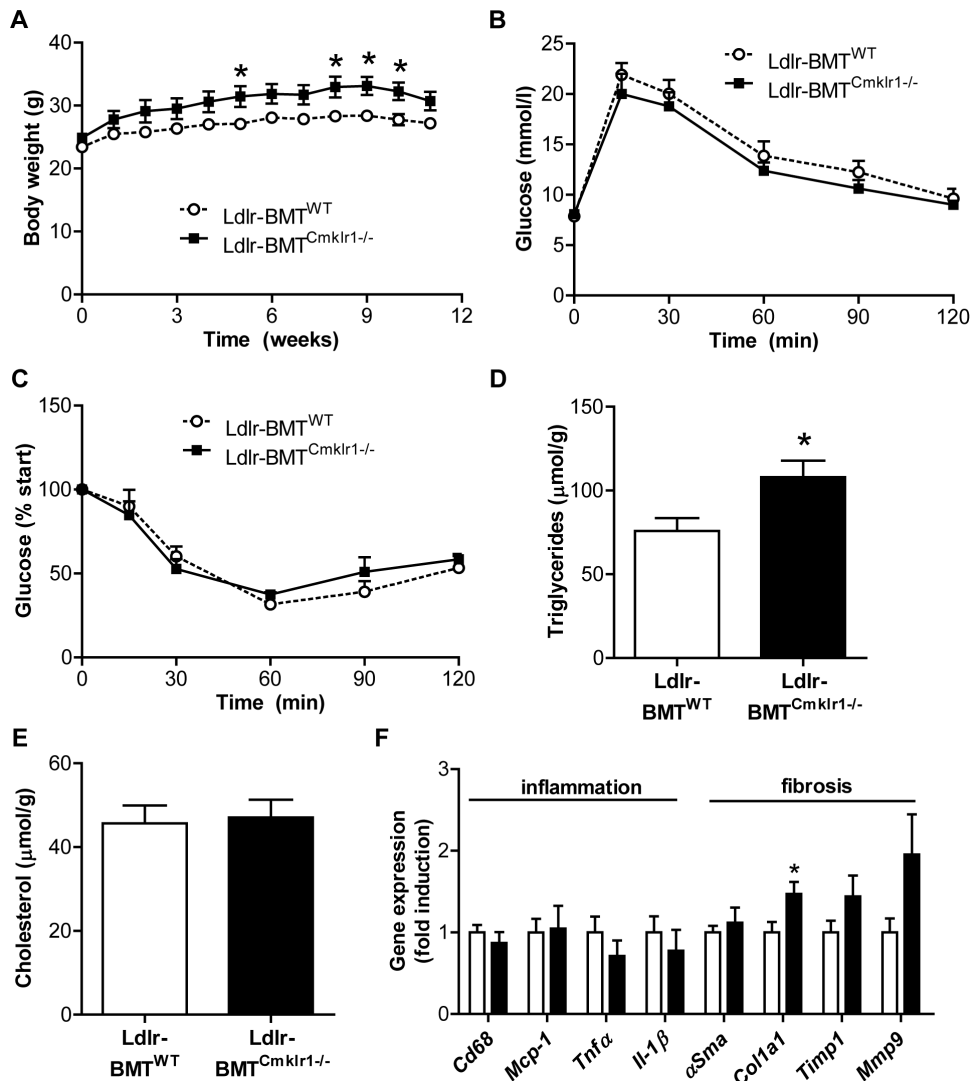 A
Body weight (g)
40
30
20
10
0
0 3 6 9 12
Time (weeks)
* * * *
Ldlr-BMT^WT
Ldlr-BMT^Cmklr1-/-
B
Glucose (mmol/l)
25
20
15
10
5
0
0 30 60 90 120
Time (min)
Ldlr-BMT^WT
Ldlr-BMT^Cmklr1-/-
C
Glucose (% start)
150
100
50
0
0 30 60 90 120
Time (min)
Ldlr-BMT^WT
Ldlr-BMT^Cmklr1-/-
D
Triglycerides (μmol/g)
150
100
50
0
*
Ldlr- Ldlr-
BMT^WT BMT^Cmklr1-/-
E
Cholesterol (μmol/g)
60
40
20
0
Ldlr- Ldlr-
BMT^WT BMT^Cmklr1-/-
F
Gene expression
(fold induction)
3
2
1
0
inflammation fibrosis
*
Cd68 Mcp-1 Tnfα Il-1β αSma Col1a1 Timp1 Mmp9